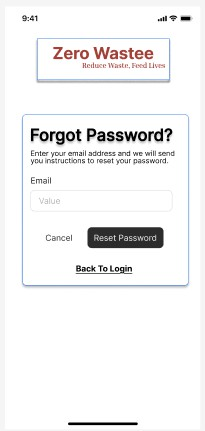 9:41
Zero Wastee
Reduce Waste, Feed Lives
Forgot Password?
Enter your email address and we will send
you instructions to reset your password.
Email
Value
Cancel
Reset Password
Back To Login